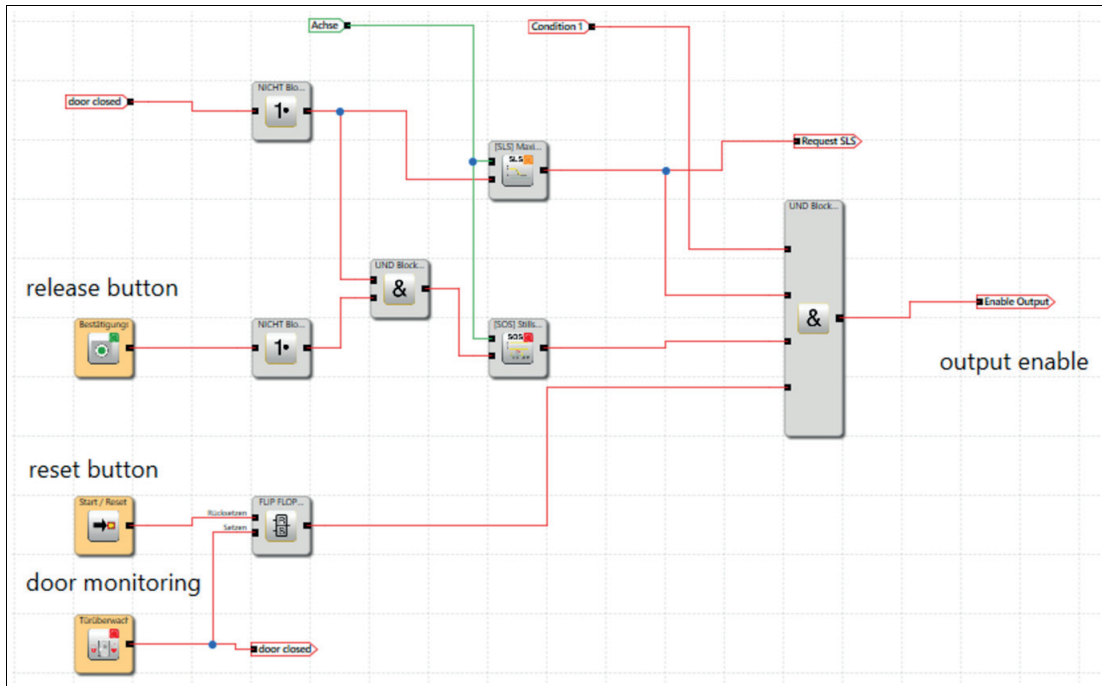 Achse
Condition 1
door closed
NICHT Blo...
1•
[SLS] Maxi...
SLS
Request SLS
UND Block...
&
release button
Bestätigung:
NICHT Blo...
1•
UND Block...
&
[SOS] Stills...
SOS
Enable Output
output enable
reset button
Start / Reset
Rücksetzen
Setzen
FLIP FLOP...
R
S
door monitoring
Türüberwacl
door closed